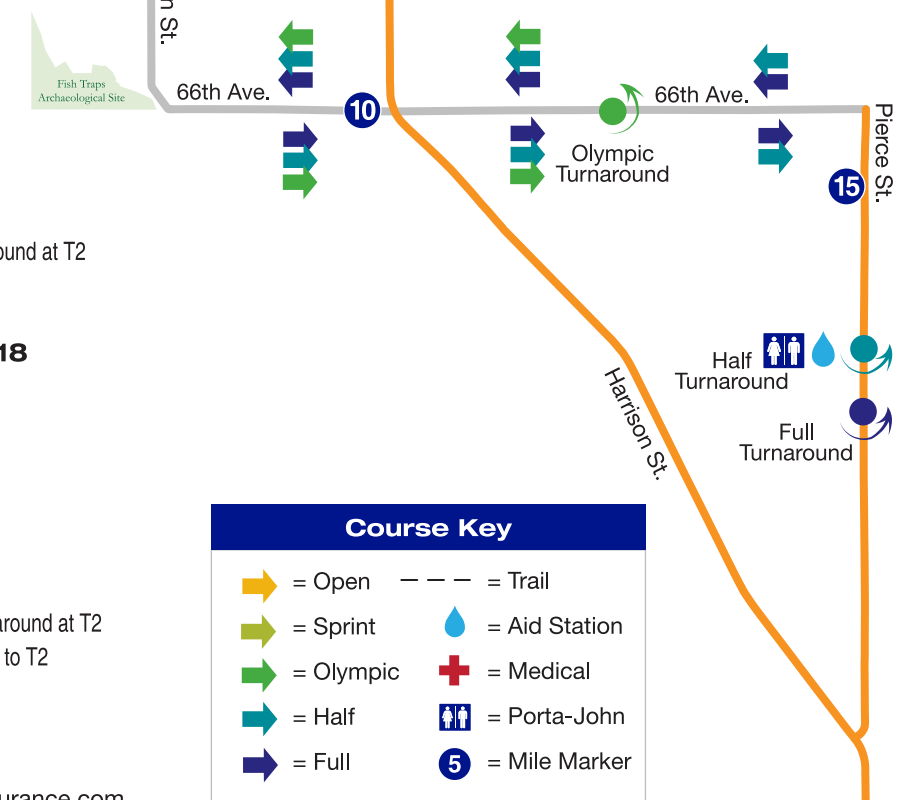 n St.
Fish Traps
Archaeological Site
66th Ave.
10
66th Ave.
Olympic
Turnaround
Pierce St.
15
ound at T2
18
Half
Turnaround
Harrison St.
Full
Turnaround
Course Key
= Open
= Trail
= Sprint
= Aid Station
= Olympic
= Medical
= Half
= Porta-John
= Full
5 = Mile Marker
around at T2
to T2
urance.com